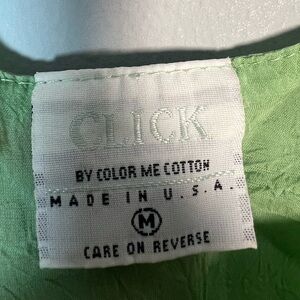 CLICK
BY COLOR ME COTTON
MADE IN U.S.A.
M
CARE ON REVERSE